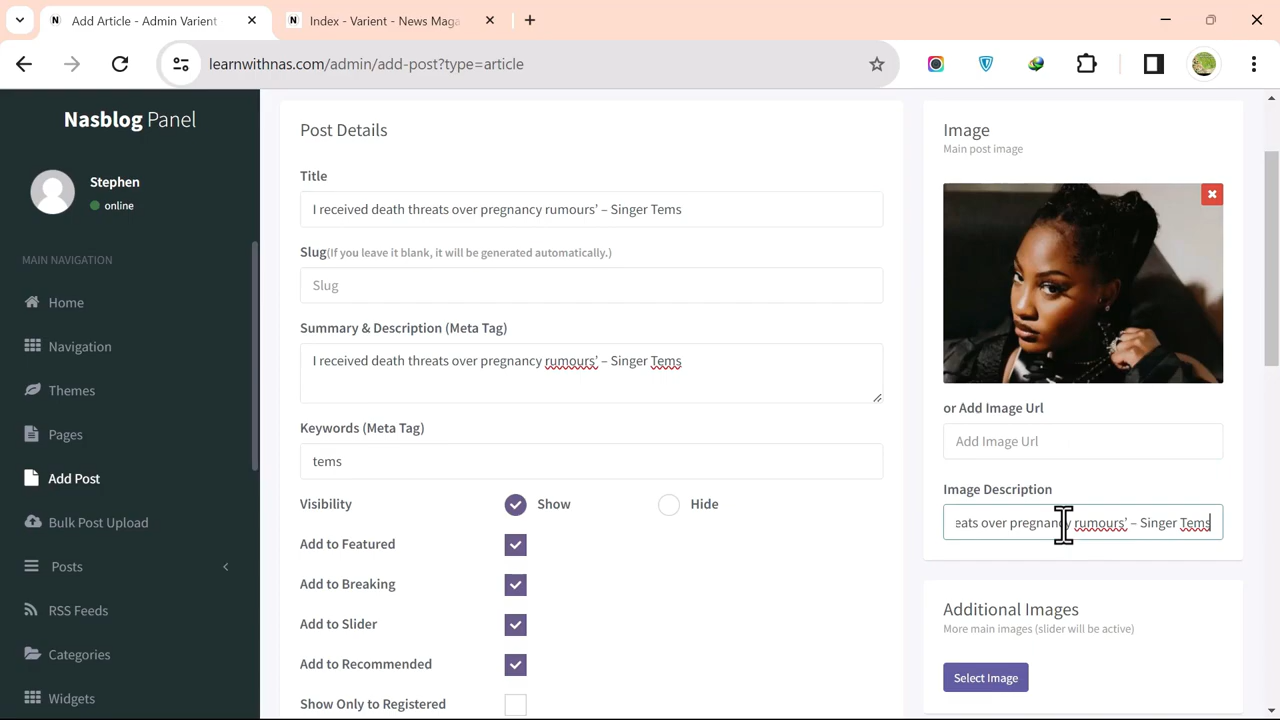 Add Article - Admin Varient
Index - Varient - News Maga
learnwithnas.com/admin/add-post?type=article
Nasblog Panel
Stephen
online
MAIN NAVIGATION
Home
Navigation
Themes
Pages
Add Post
Bulk Post Upload
Posts
RSS Feeds
Categories
Widgets
Post Details
Title
I received death threats over pregnancy rumours’ – Singer Tems
Slug(If you leave it blank, it will be generated automatically.)
Slug
Summary & Description (Meta Tag)
I received death threats over pregnancy rumours’ – Singer Tems
Keywords (Meta Tag)
tems
Visibility
Show
Hide
Add to Featured
Add to Breaking
Add to Slider
Add to Recommended
Show Only to Registered
Image
Main post image
or Add Image Url
Add Image Url
Image Description
eats over pregnancy rumours’ – Singer Tems
Additional Images
More main images (slider will be active)
Select Image